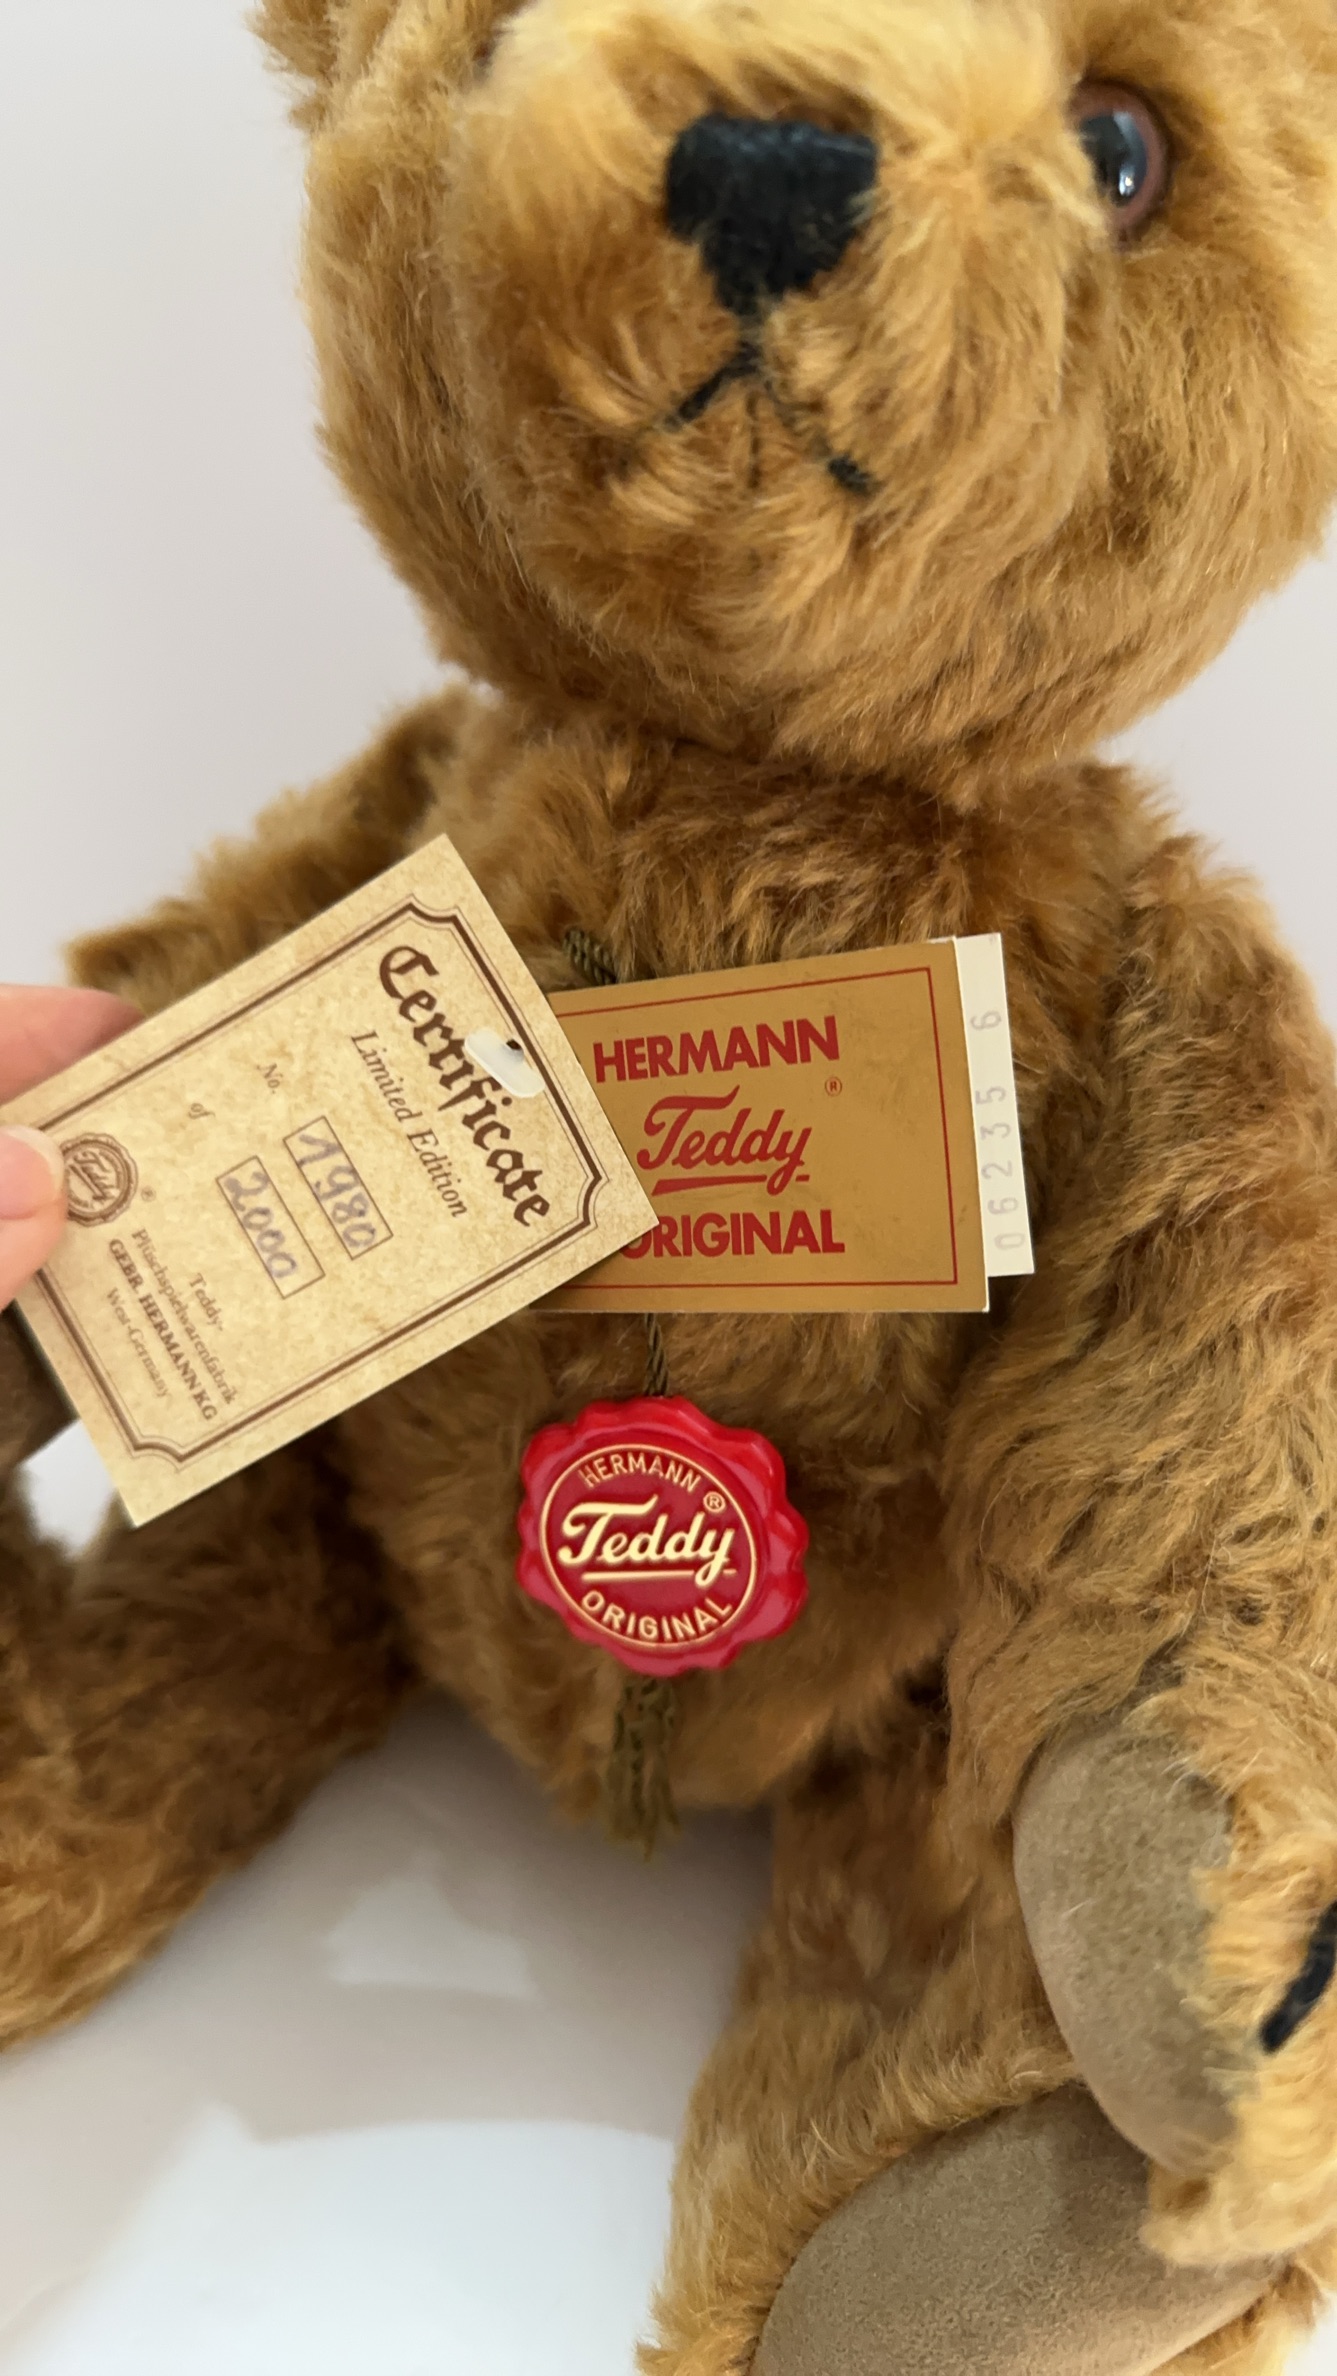 Certificate
Limited Edition
No. 1980
of 2000
Teddy ®
Teddy-
Plüschspielwarenfabrik
GEBR. HERMANN KG
West-Germany
HERMANN
Teddy ®
ORIGINAL
06235 6
HERMANN
Teddy ®
ORIGINAL